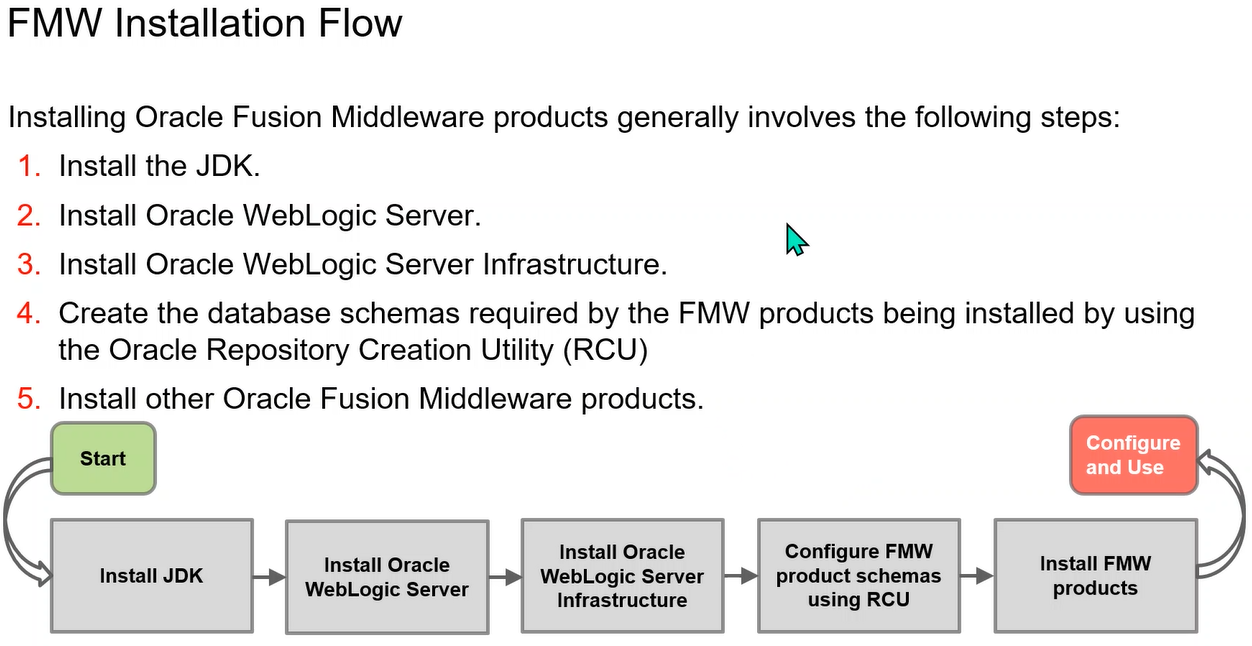 FMW Installation Flow
Installing Oracle Fusion Middleware products generally involves the following steps:
1. Install the JDK.
2. Install Oracle WebLogic Server.
3. Install Oracle WebLogic Server Infrastructure.
4. Create the database schemas required by the FMW products being installed by using
the Oracle Repository Creation Utility (RCU)
5. Install other Oracle Fusion Middleware products.
Start
Configure
and Use
Install JDK
Install Oracle
WebLogic Server
Install Oracle
WebLogic Server
Infrastructure
Configure FMW
product schemas
using RCU
Install FMW
products